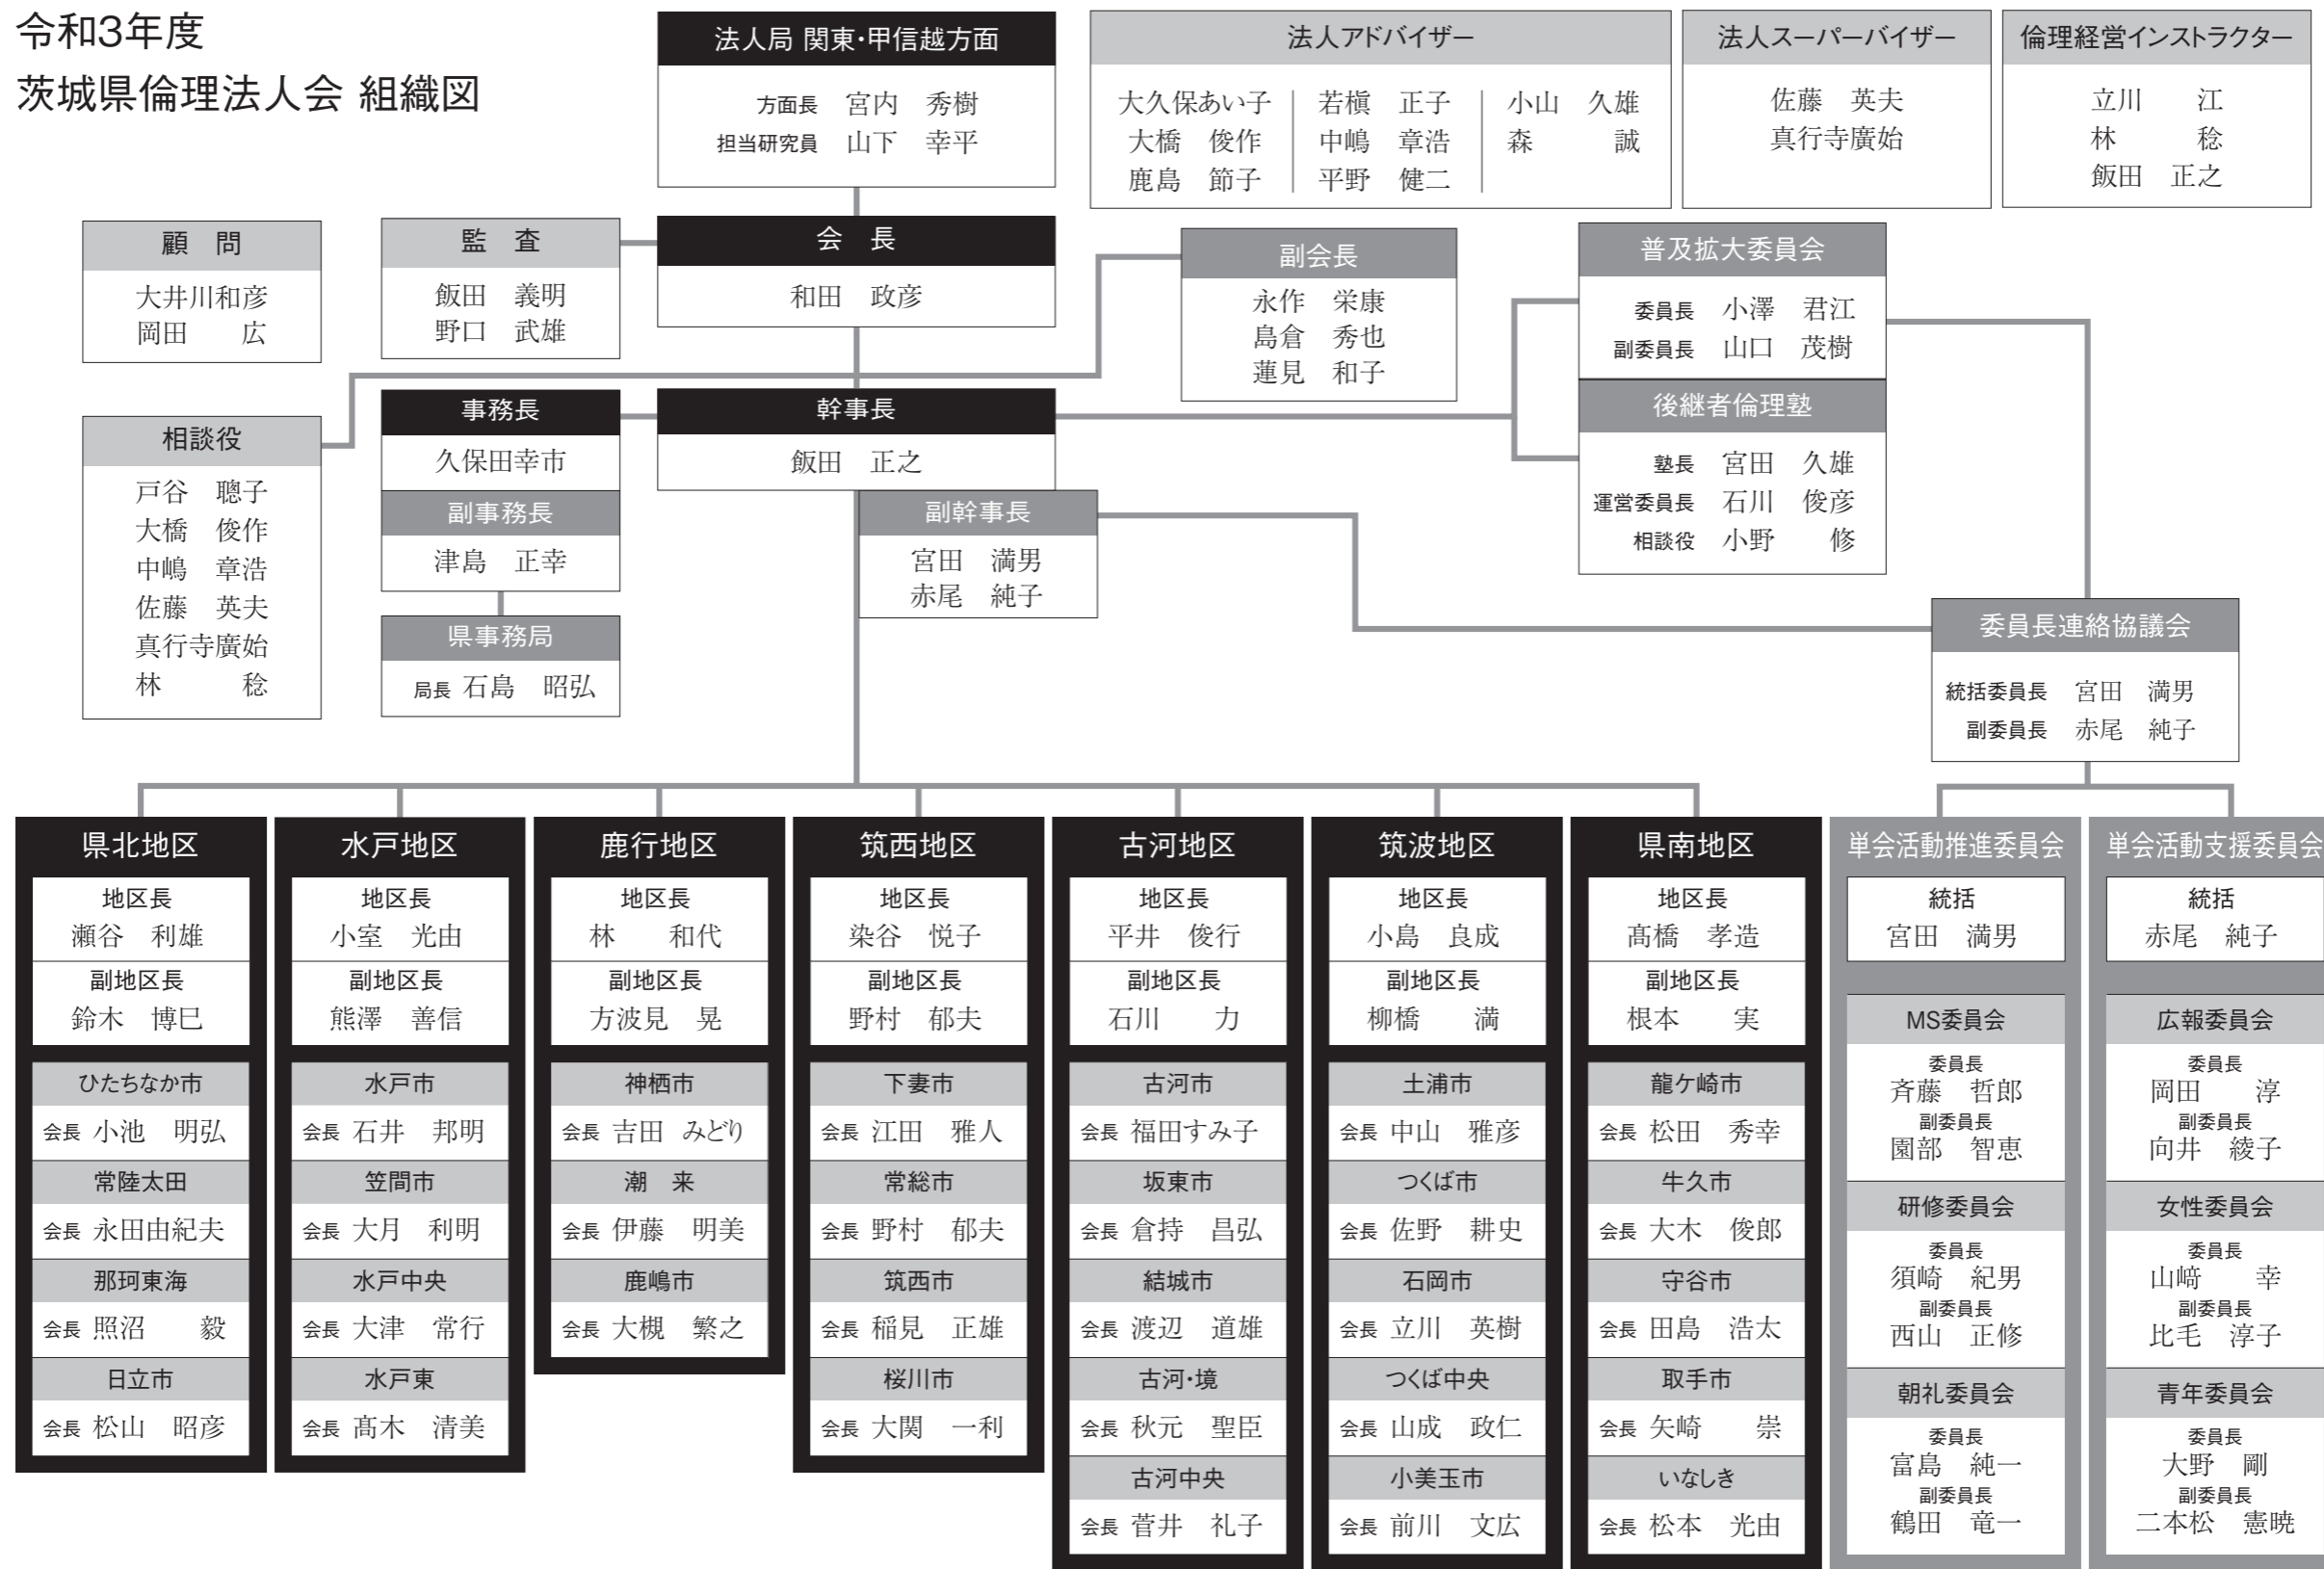 令和3年度
茨城県倫理法人会 組織図
法人局 関東・甲信越方面
方面長 宮内 秀樹
担当研究員 山下 幸平
法人アドバイザー
大久保あい子 若槇 正子 小山 久雄
大橋 俊作 中嶋 章浩 森 誠
鹿島 節子 平野 健二
法人スーパーバイザー
佐藤 英夫
真行寺廣始
倫理経営インストラクター
立川 江
林 稔
飯田 正之
顧 問
大井川和彦
岡田 広
監 査
飯田 義明
野口 武雄
会 長
和田 政彦
副会長
永作 栄康
島倉 秀也
蓮見 和子
普及拡大委員会
委員長 小澤 君江
副委員長 山口 茂樹
後継者倫理塾
塾長 宮田 久雄
運営委員長 石川 俊彦
相談役 小野 修
相談役
戸谷 聰子
大橋 俊作
中嶋 章浩
佐藤 英夫
真行寺廣始
林 稔
事務長
久保田幸市
副事務長
津島 正幸
県事務局
局長 石島 昭弘
幹事長
飯田 正之
副幹事長
宮田 満男
赤尾 純子
委員長連絡協議会
統括委員長 宮田 満男
副委員長 赤尾 純子
県北地区
地区長
瀬谷 利雄
副地区長
鈴木 博巳
ひたちなか市
会長 小池 明弘
常陸太田
会長 永田由紀夫
那珂東海
会長 照沼 毅
日立市
会長 松山 昭彦
水戸地区
地区長
小室 光由
副地区長
熊澤 善信
水戸市
会長 石井 邦明
笠間市
会長 大月 利明
水戸中央
会長 大津 常行
水戸東
会長 髙木 清美
鹿行地区
地区長
林 和代
副地区長
方波見 晃
神栖市
会長 吉田 みどり
潮 来
会長 伊藤 明美
鹿嶋市
会長 大槻 繁之
筑西地区
地区長
染谷 悦子
副地区長
野村 郁夫
下妻市
会長 江田 雅人
常総市
会長 野村 郁夫
筑西市
会長 稲見 正雄
桜川市
会長 大関 一利
古河地区
地区長
平井 俊行
副地区長
石川 力
古河市
会長 福田すみ子
坂東市
会長 倉持 昌弘
結城市
会長 渡辺 道雄
古河・境
会長 秋元 聖臣
古河中央
会長 菅井 礼子
筑波地区
地区長
小島 良成
副地区長
柳橋 満
土浦市
会長 中山 雅彦
つくば市
会長 佐野 耕史
石岡市
会長 立川 英樹
つくば中央
会長 山成 政仁
小美玉市
会長 前川 文広
県南地区
地区長
髙橋 孝造
副地区長
根本 実
龍ケ崎市
会長 松田 秀幸
牛久市
会長 大木 俊郎
守谷市
会長 田島 浩太
取手市
会長 矢崎 崇
いなしき
会長 松本 光由
単会活動推進委員会
統括
宮田 満男
MS委員会
委員長
斉藤 哲郎
副委員長
園部 智恵
研修委員会
委員長
須崎 紀男
副委員長
西山 正修
朝礼委員会
委員長
富島 純一
副委員長
鶴田 竜一
単会活動支援委員会
統括
赤尾 純子
広報委員会
委員長
岡田 淳
副委員長
向井 綾子
女性委員会
委員長
山﨑 幸
副委員長
比毛 淳子
青年委員会
委員長
大野 剛
副委員長
二本松 憲暁